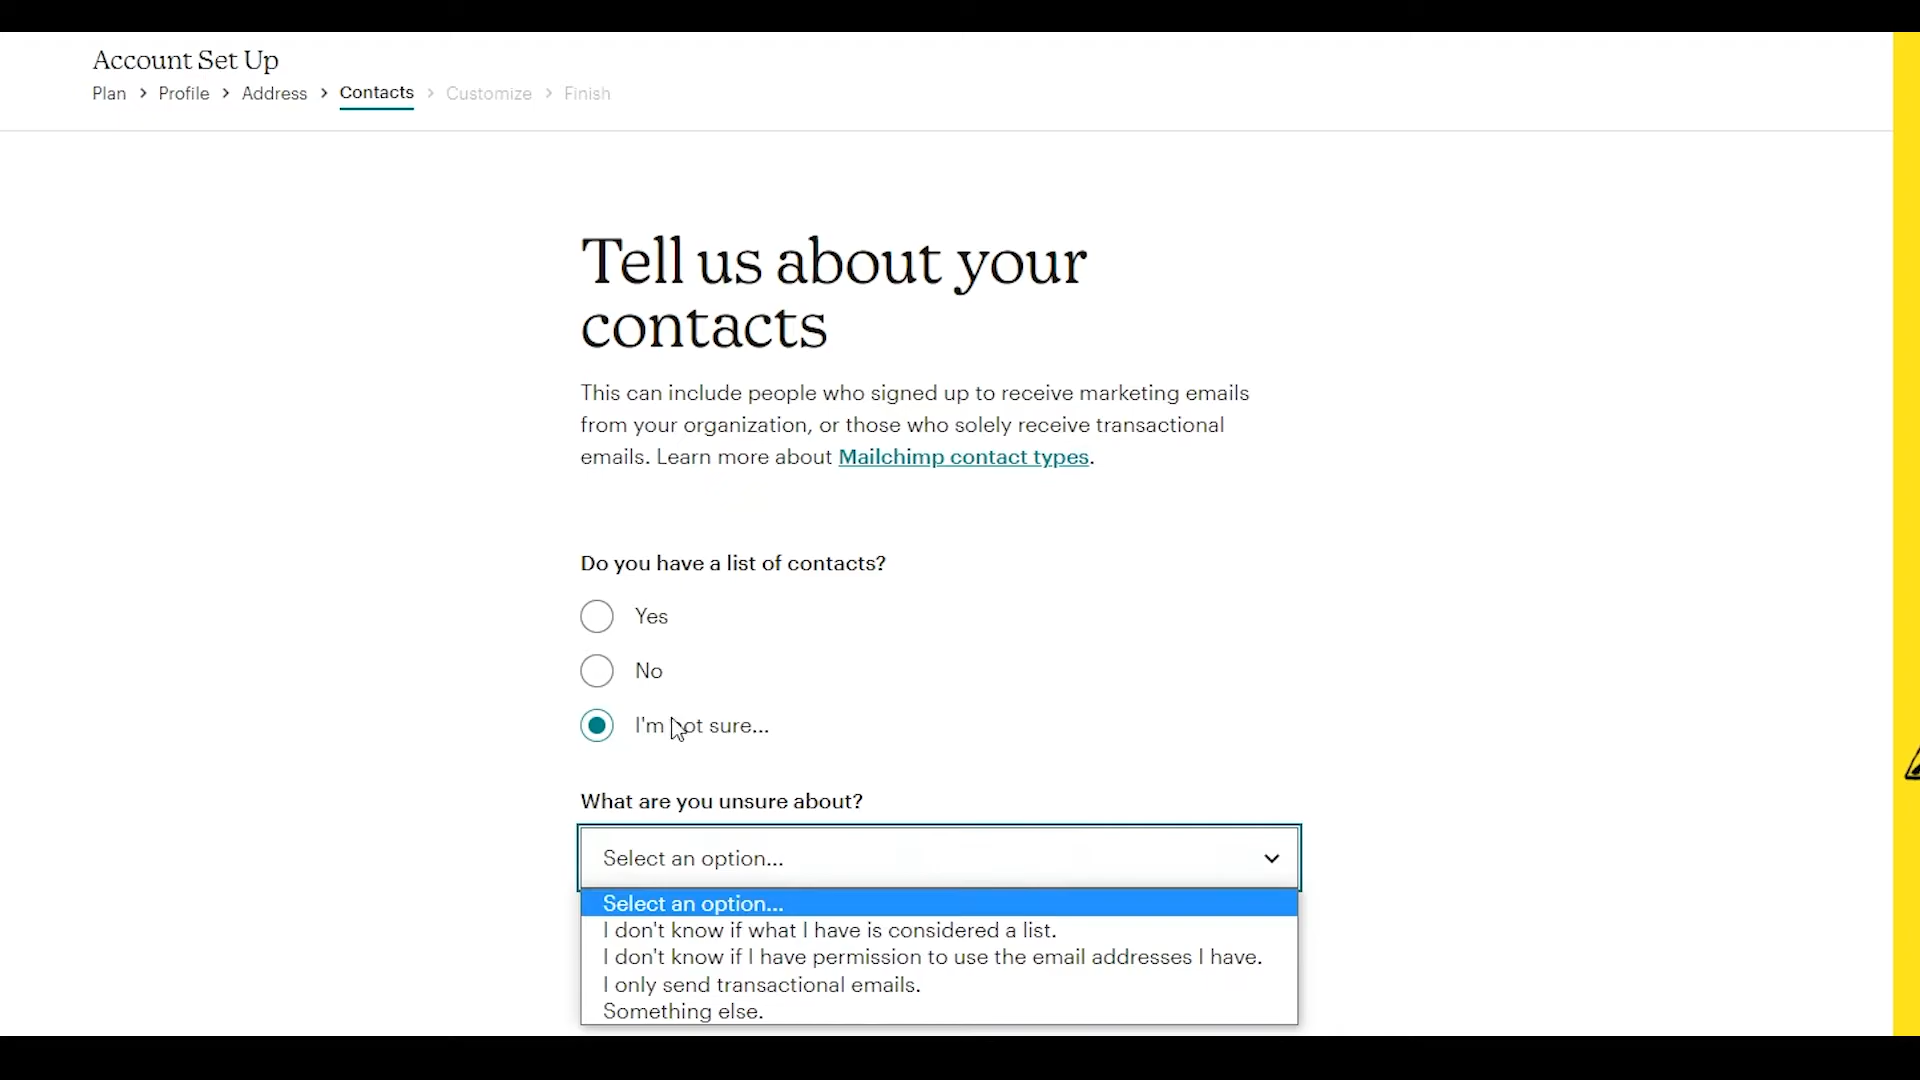 Account Set Up
Plan > Profile > Address > Contacts > Customize > Finish
Tell us about your
contacts
This can include people who signed up to receive marketing emails
from your organization, or those who solely receive transactional
emails. Learn more about Mailchimp contact types.
Do you have a list of contacts?
Yes
No
I'm not sure...
What are you unsure about?
Select an option...
Select an option...
I don't know if what I have is considered a list.
I don't know if I have permission to use the email addresses I have.
I only send transactional emails.
Something else.